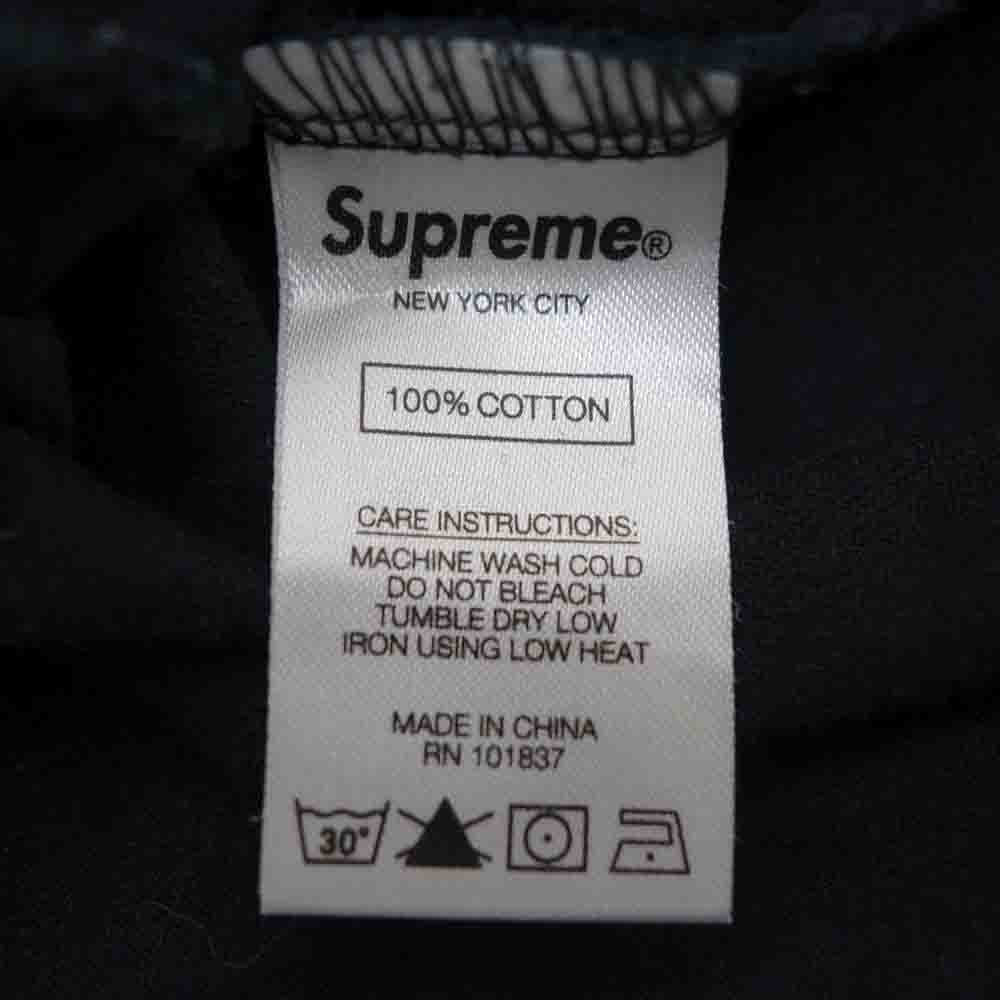 Supreme®
NEW YORK CITY
100% COTTON
CARE INSTRUCTIONS:
MACHINE WASH COLD
DO NOT BLEACH
TUMBLE DRY LOW
IRON USING LOW HEAT
MADE IN CHINA
RN 101837
30°